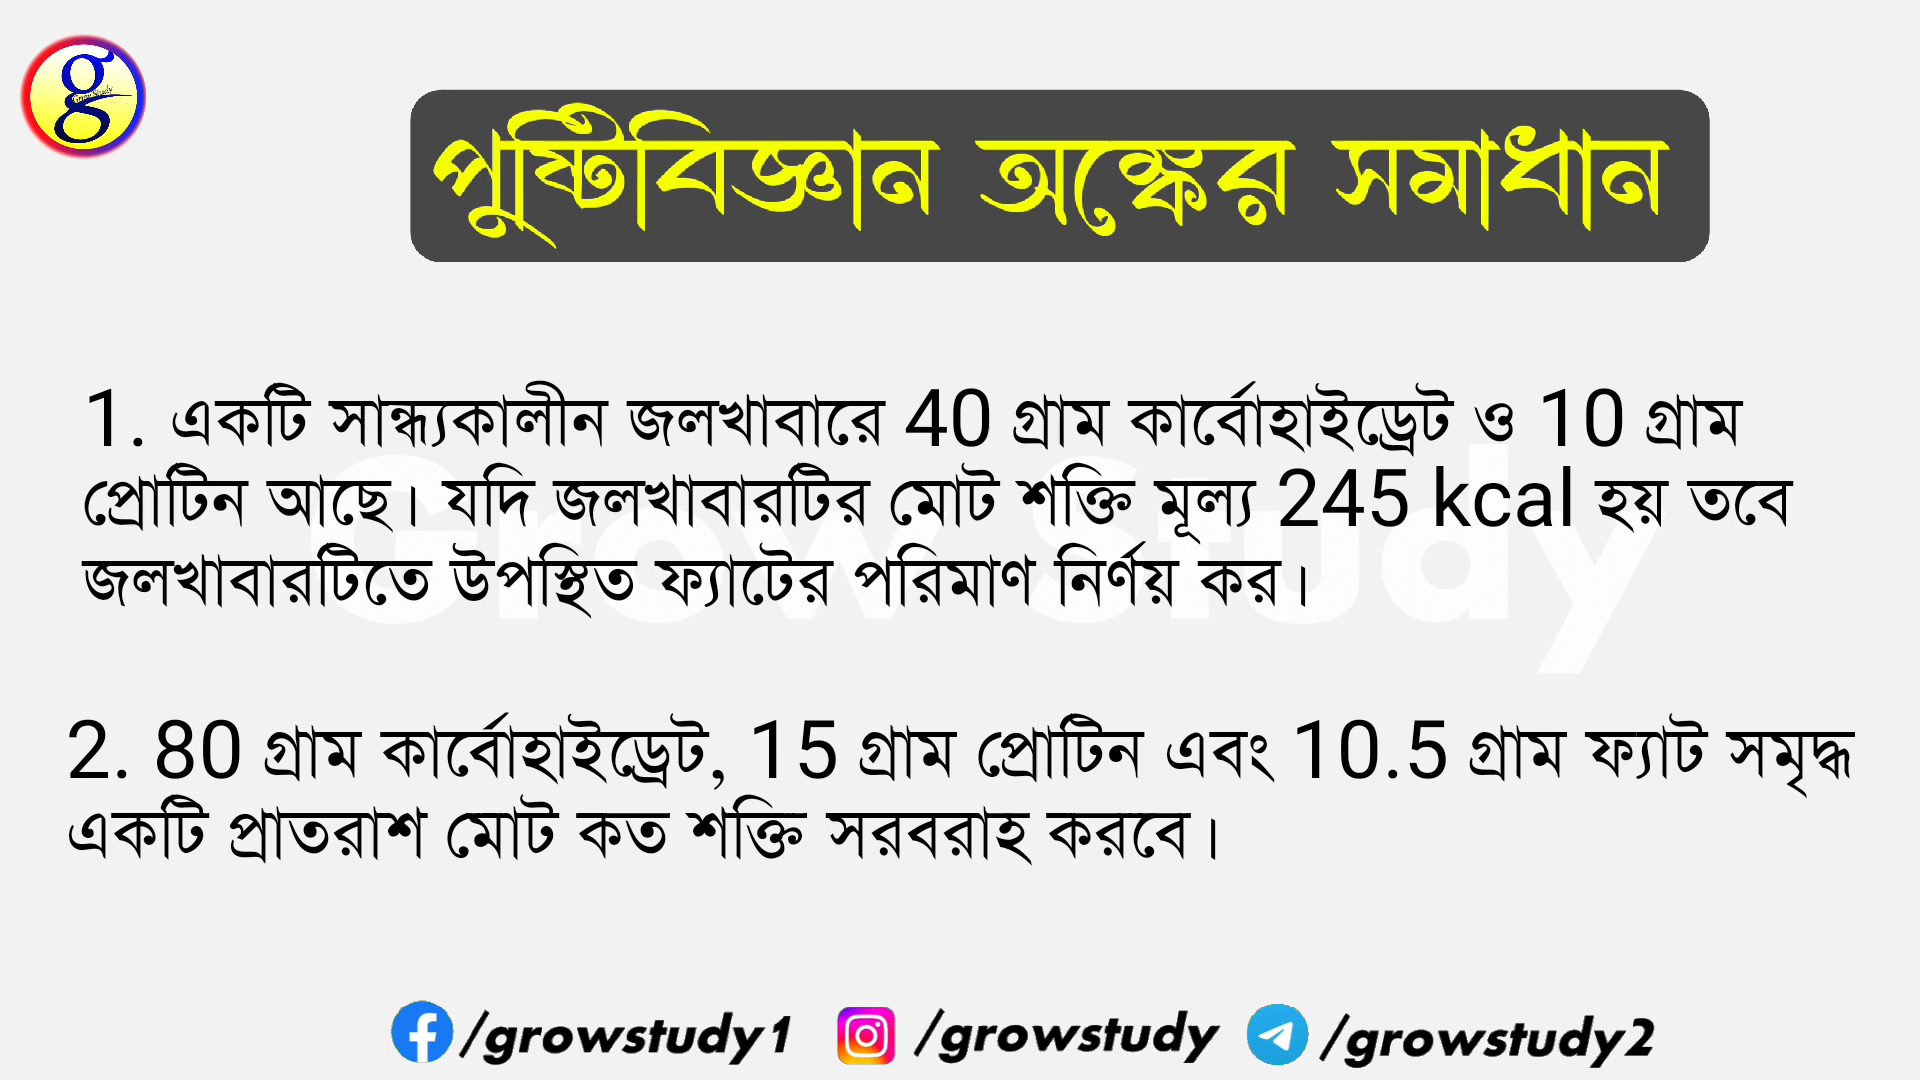 পুষ্টিবিজ্ঞান অঙ্কের সমাধান
1. একটি সান্ধ্যকালীন জলখাবারে 40 গ্রাম কার্বোহাইড্রেট ও 10 গ্রাম
প্রোটিন আছে। যদি জলখাবারটির মোট শক্তি মূল্য 245 kcal হয় তবে
জলখাবারটিতে উপস্থিত ফ্যাটের পরিমাণ নির্ণয় কর।
Grow Study
2. 80 গ্রাম কার্বোহাইড্রেট, 15 গ্রাম প্রোটিন এবং 10.5 গ্রাম ফ্যাট সমৃদ্ধ
একটি প্রাতরাশ মোট কত শক্তি সরবরাহ করবে।
/growstudy1 /growstudy /growstudy2